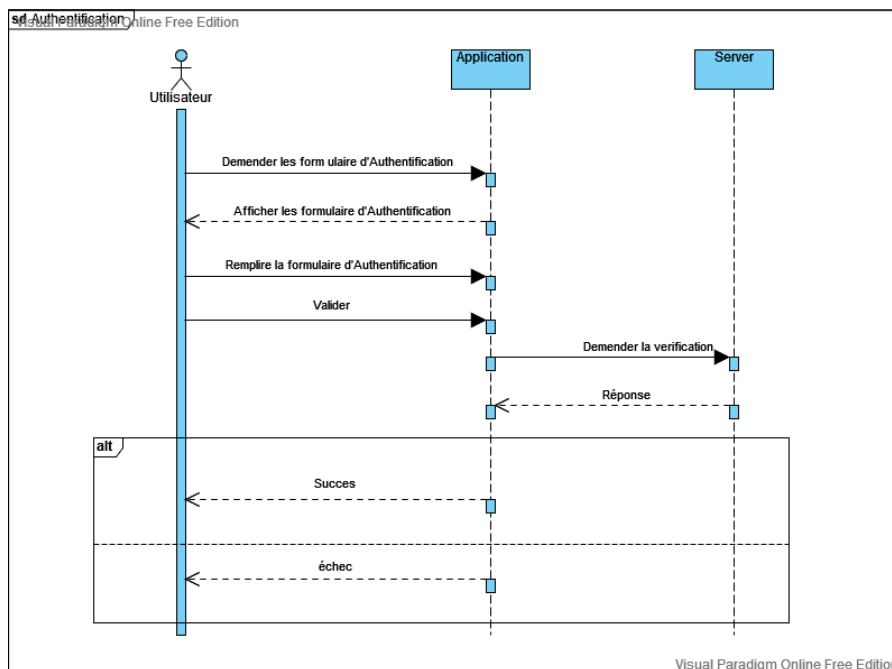 sd Authentification
Visual Paradigm Online Free Edition
Utilisateur
Application
Server
Demender les form ulaire d'Authentification
Afficher les formulaire d'Authentification
Remplire la formulaire d'Authentification
Valider
Demender la verification
Réponse
alt
Succes
échec
Visual Paradigm Online Free Edition